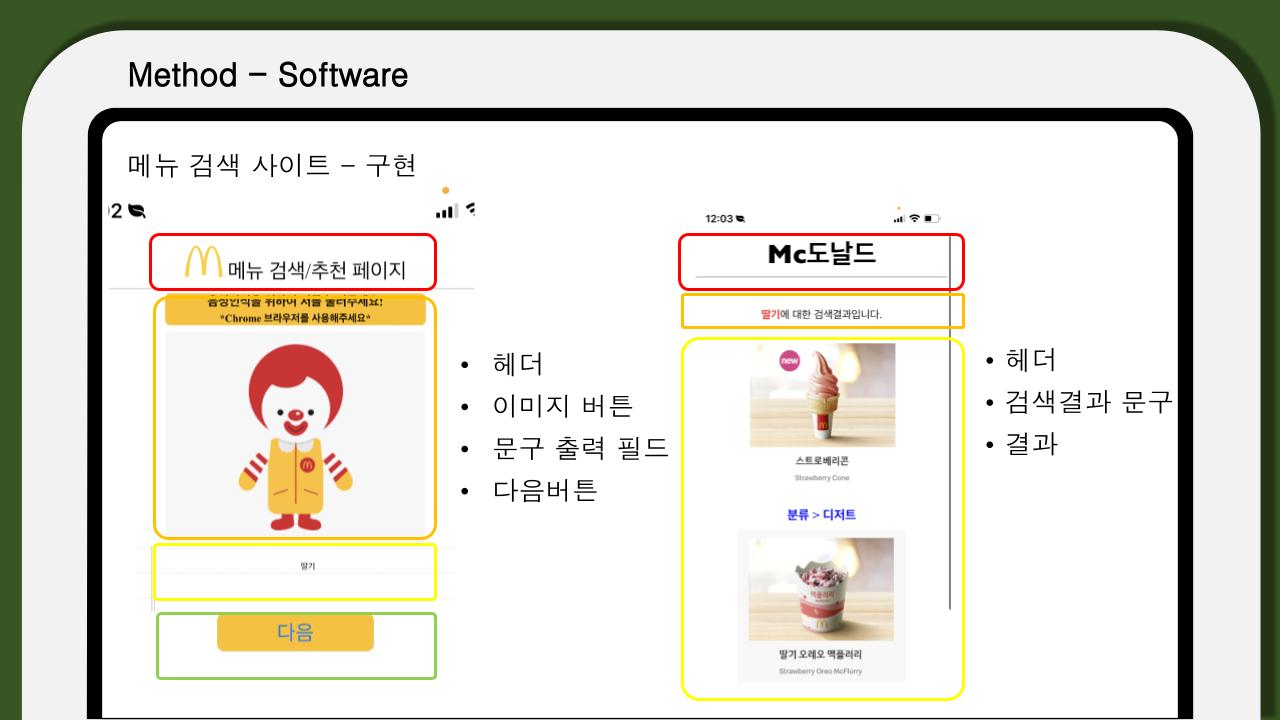 Method – Software
메뉴 검색 사이트 – 구현
메뉴 검색/추천 페이지
음성인식을 위하여 저를 눌러주세요!
*Chrome 브라우저를 사용해주세요*
딸기
다음
• 헤더
• 이미지 버튼
• 문구 출력 필드
• 다음버튼
12:03
Mc도날드
딸기에 대한 검색결과입니다.
new
스트로베리콘
Strawberry Cone
분류 > 디저트
맥플러리
딸기 오레오 맥플러리
Strawberry Oreo McFlurry
• 헤더
• 검색결과 문구
• 결과